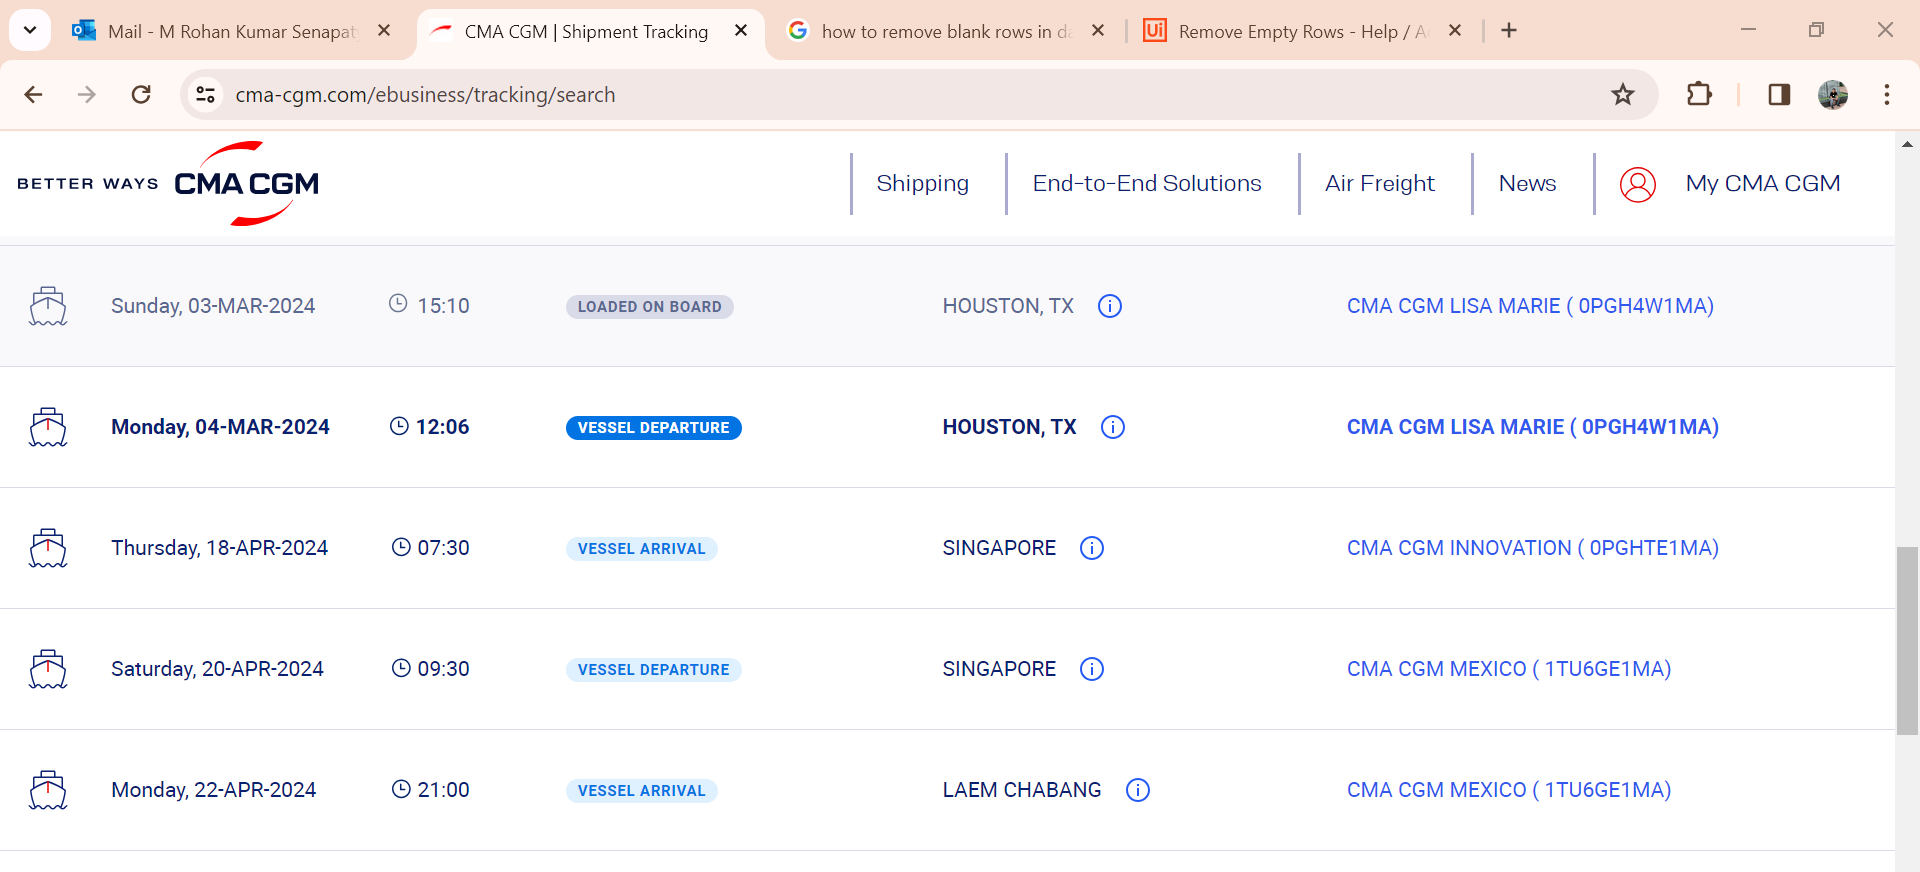 Mail - M Rohan Kumar Senapat
CMA CGM | Shipment Tracking
how to remove blank rows in da
Remove Empty Rows - Help / A
cma-cgm.com/ebusiness/tracking/search
BETTER WAYS CMA CGM
Shipping
End-to-End Solutions
Air Freight
News
My CMA CGM
Sunday, 03-MAR-2024 15:10 LOADED ON BOARD HOUSTON, TX CMA CGM LISA MARIE ( 0PGH4W1MA)
Monday, 04-MAR-2024 12:06 VESSEL DEPARTURE HOUSTON, TX CMA CGM LISA MARIE ( 0PGH4W1MA)
Thursday, 18-APR-2024 07:30 VESSEL ARRIVAL SINGAPORE CMA CGM INNOVATION ( 0PGHTE1MA)
Saturday, 20-APR-2024 09:30 VESSEL DEPARTURE SINGAPORE CMA CGM MEXICO ( 1TU6GE1MA)
Monday, 22-APR-2024 21:00 VESSEL ARRIVAL LAEM CHABANG CMA CGM MEXICO ( 1TU6GE1MA)